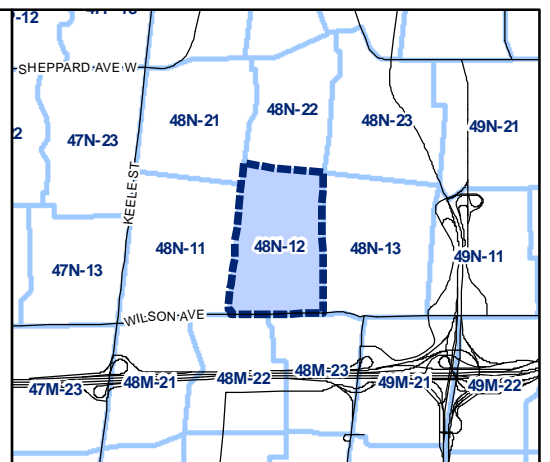 -12
SHEPPARD AVE W
48N-22
48N-21
48N-23
49N-21
2
47N-23
KEELE ST
48N-11
48N-12
48N-13
49N-11
47N-13
WILSON AVE
48M-23
47M-23
48M-21
48M-22
49M-21
49M-22